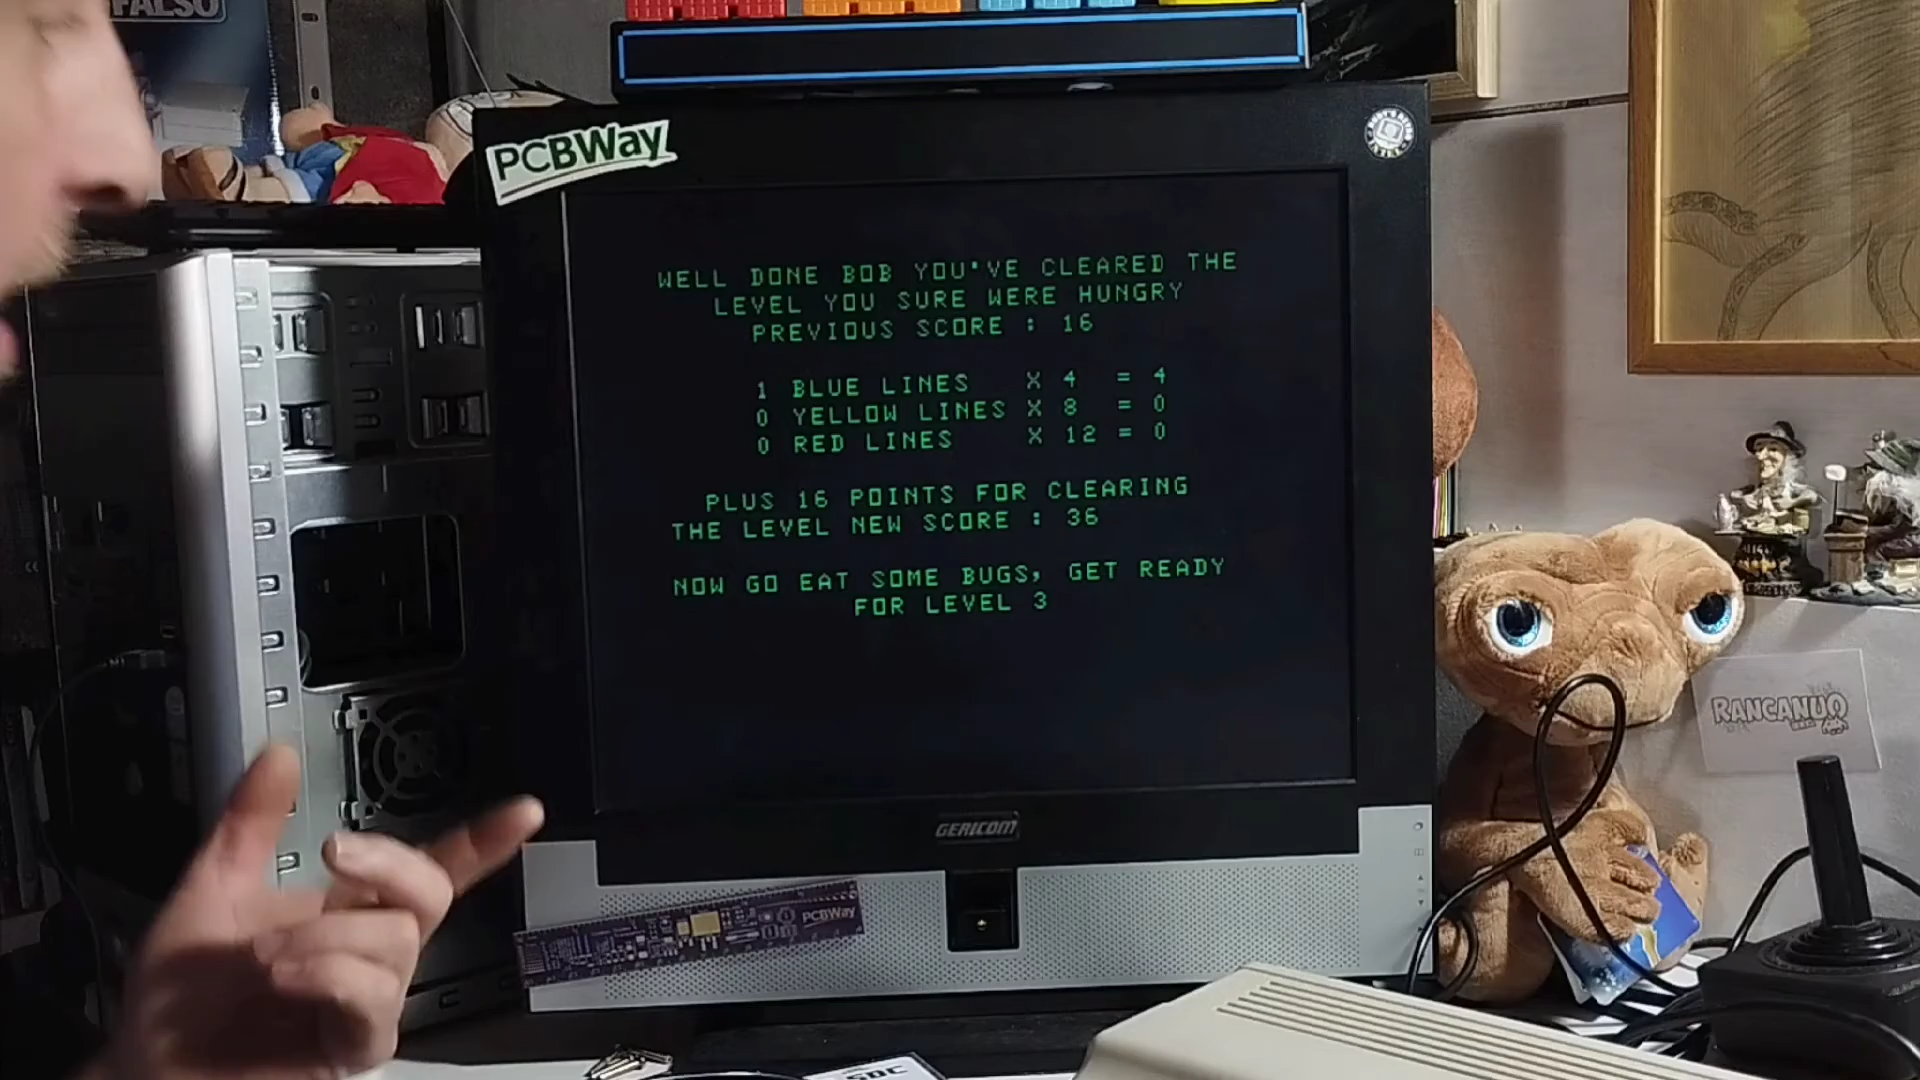 FALSO
PCBWay
WELL DONE BOB YOU'VE CLEARED THE
LEVEL YOU SURE WERE HUNGRY
PREVIOUS SCORE : 16
1 BLUE LINES X 4 = 4
0 YELLOW LINES X 8 = 0
0 RED LINES X 12 = 0
PLUS 16 POINTS FOR CLEARING
THE LEVEL NEW SCORE : 36
NOW GO EAT SOME BUGS, GET READY
FOR LEVEL 3
RANCANUO
GERICOM
PCBWay
SDC